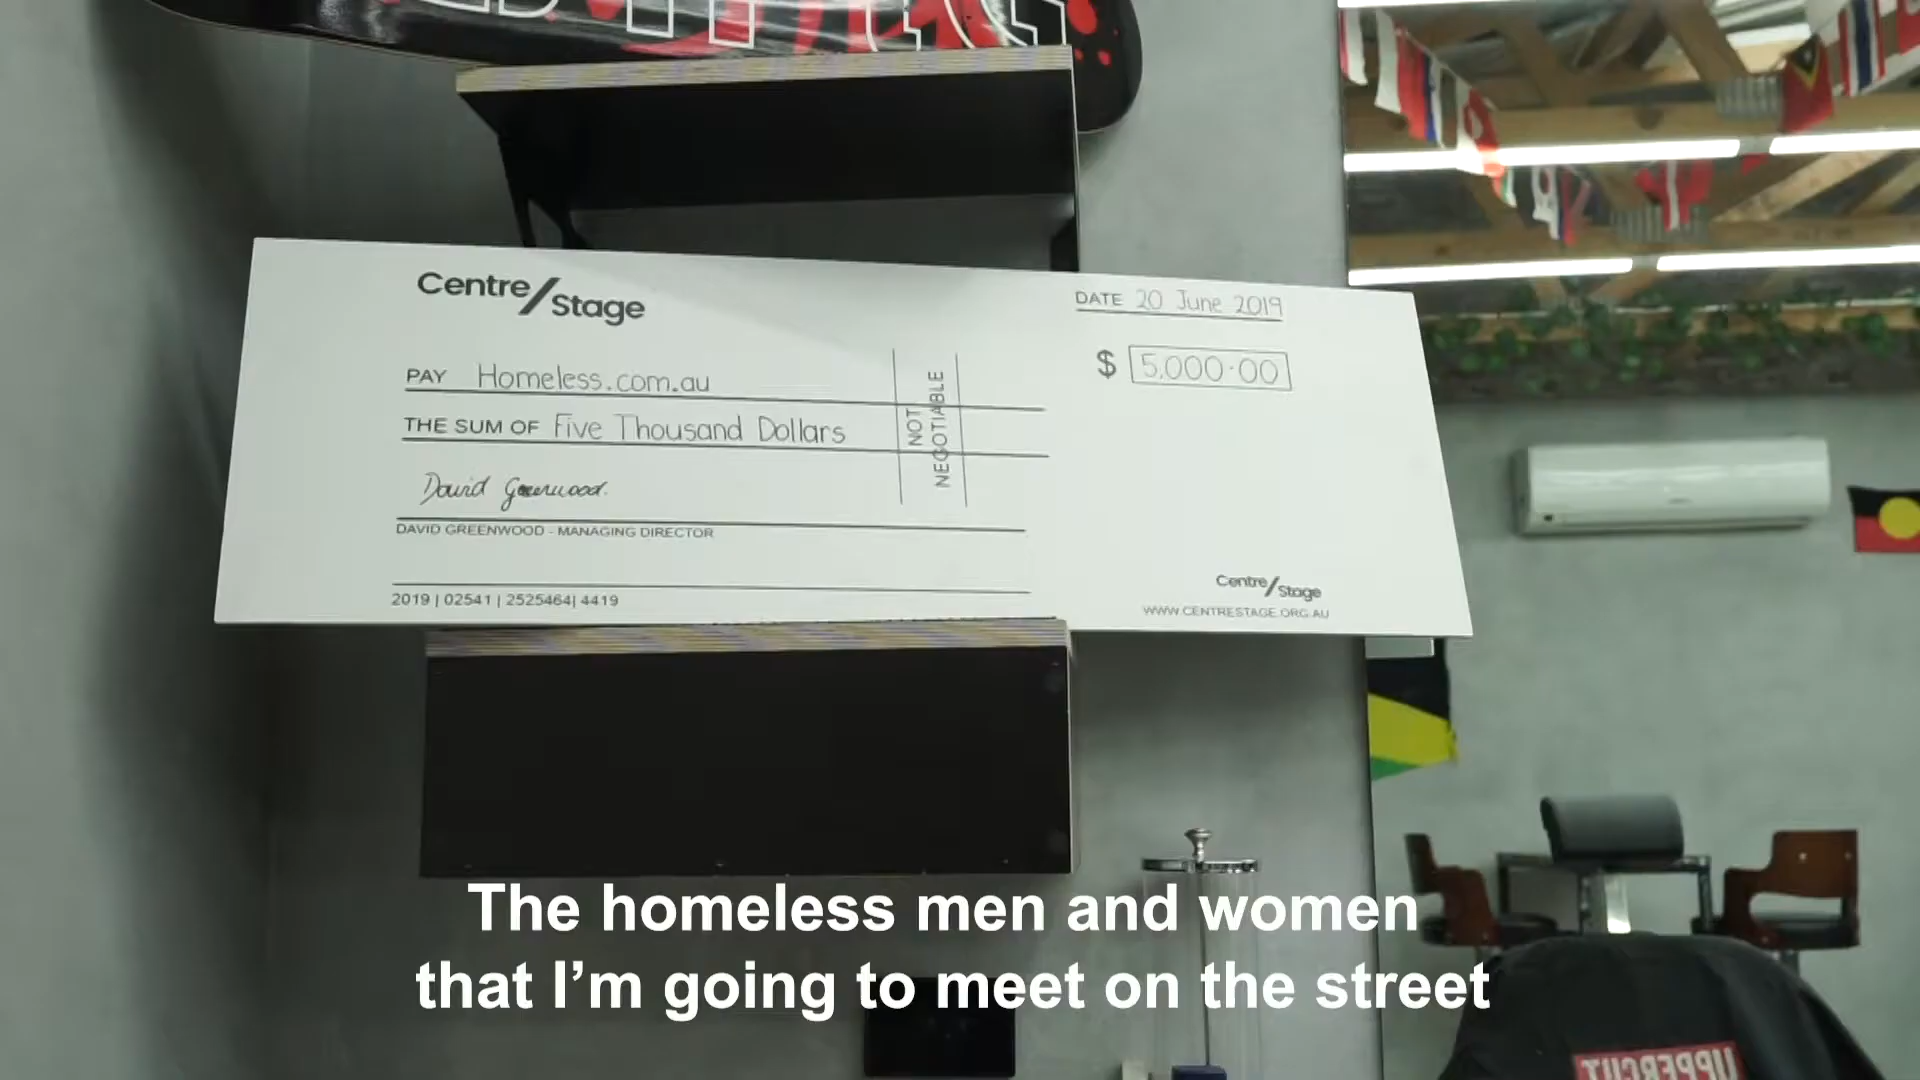 Centre/Stage
DATE 20 June 2019
$ 5,000.00
PAY Homeless.com.au
THE SUM OF Five Thousand Dollars
NOT
NEGOTIABLE
David Greenwood.
DAVID GREENWOOD - MANAGING DIRECTOR
2019 | 02541 | 2525464| 4419
Centre/Stage
WWW.CENTRESTAGE.ORG.AU
The homeless men and women
that I’m going to meet on the street
UPPERCUT